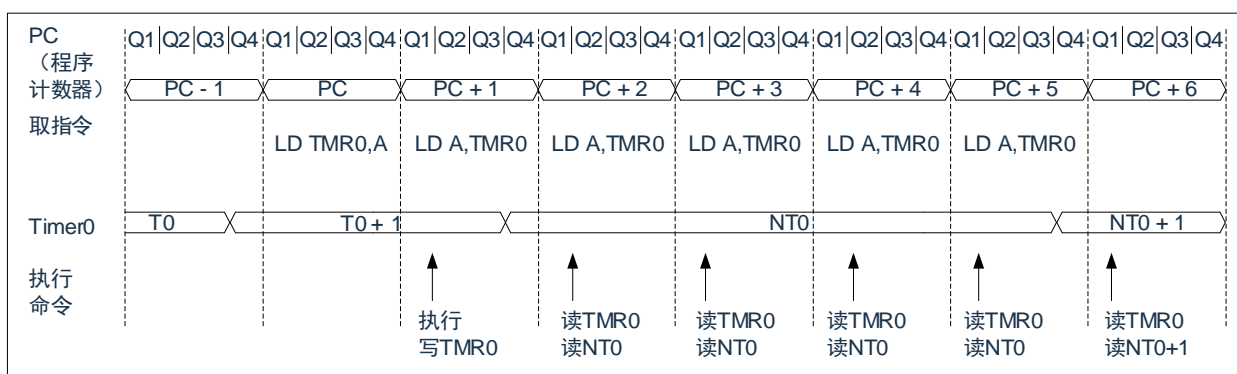 PC
（程序
计数器）
Q1 Q2 Q3 Q4 Q1 Q2 Q3 Q4 Q1 Q2 Q3 Q4 Q1 Q2 Q3 Q4 Q1 Q2 Q3 Q4 Q1 Q2 Q3 Q4 Q1 Q2 Q3 Q4 Q1 Q2 Q3 Q4
PC - 1 PC PC + 1 PC + 2 PC + 3 PC + 4 PC + 5 PC + 6
取指令
LD TMR0,A LD A,TMR0 LD A,TMR0 LD A,TMR0 LD A,TMR0 LD A,TMR0
Timer0 T0 T0 + 1 NT0 NT0 + 1
执行
命令
执行 读TMR0 读TMR0 读TMR0 读TMR0 读TMR0
写TMR0 读NT0 读NT0 读NT0 读NT0 读NT0+1